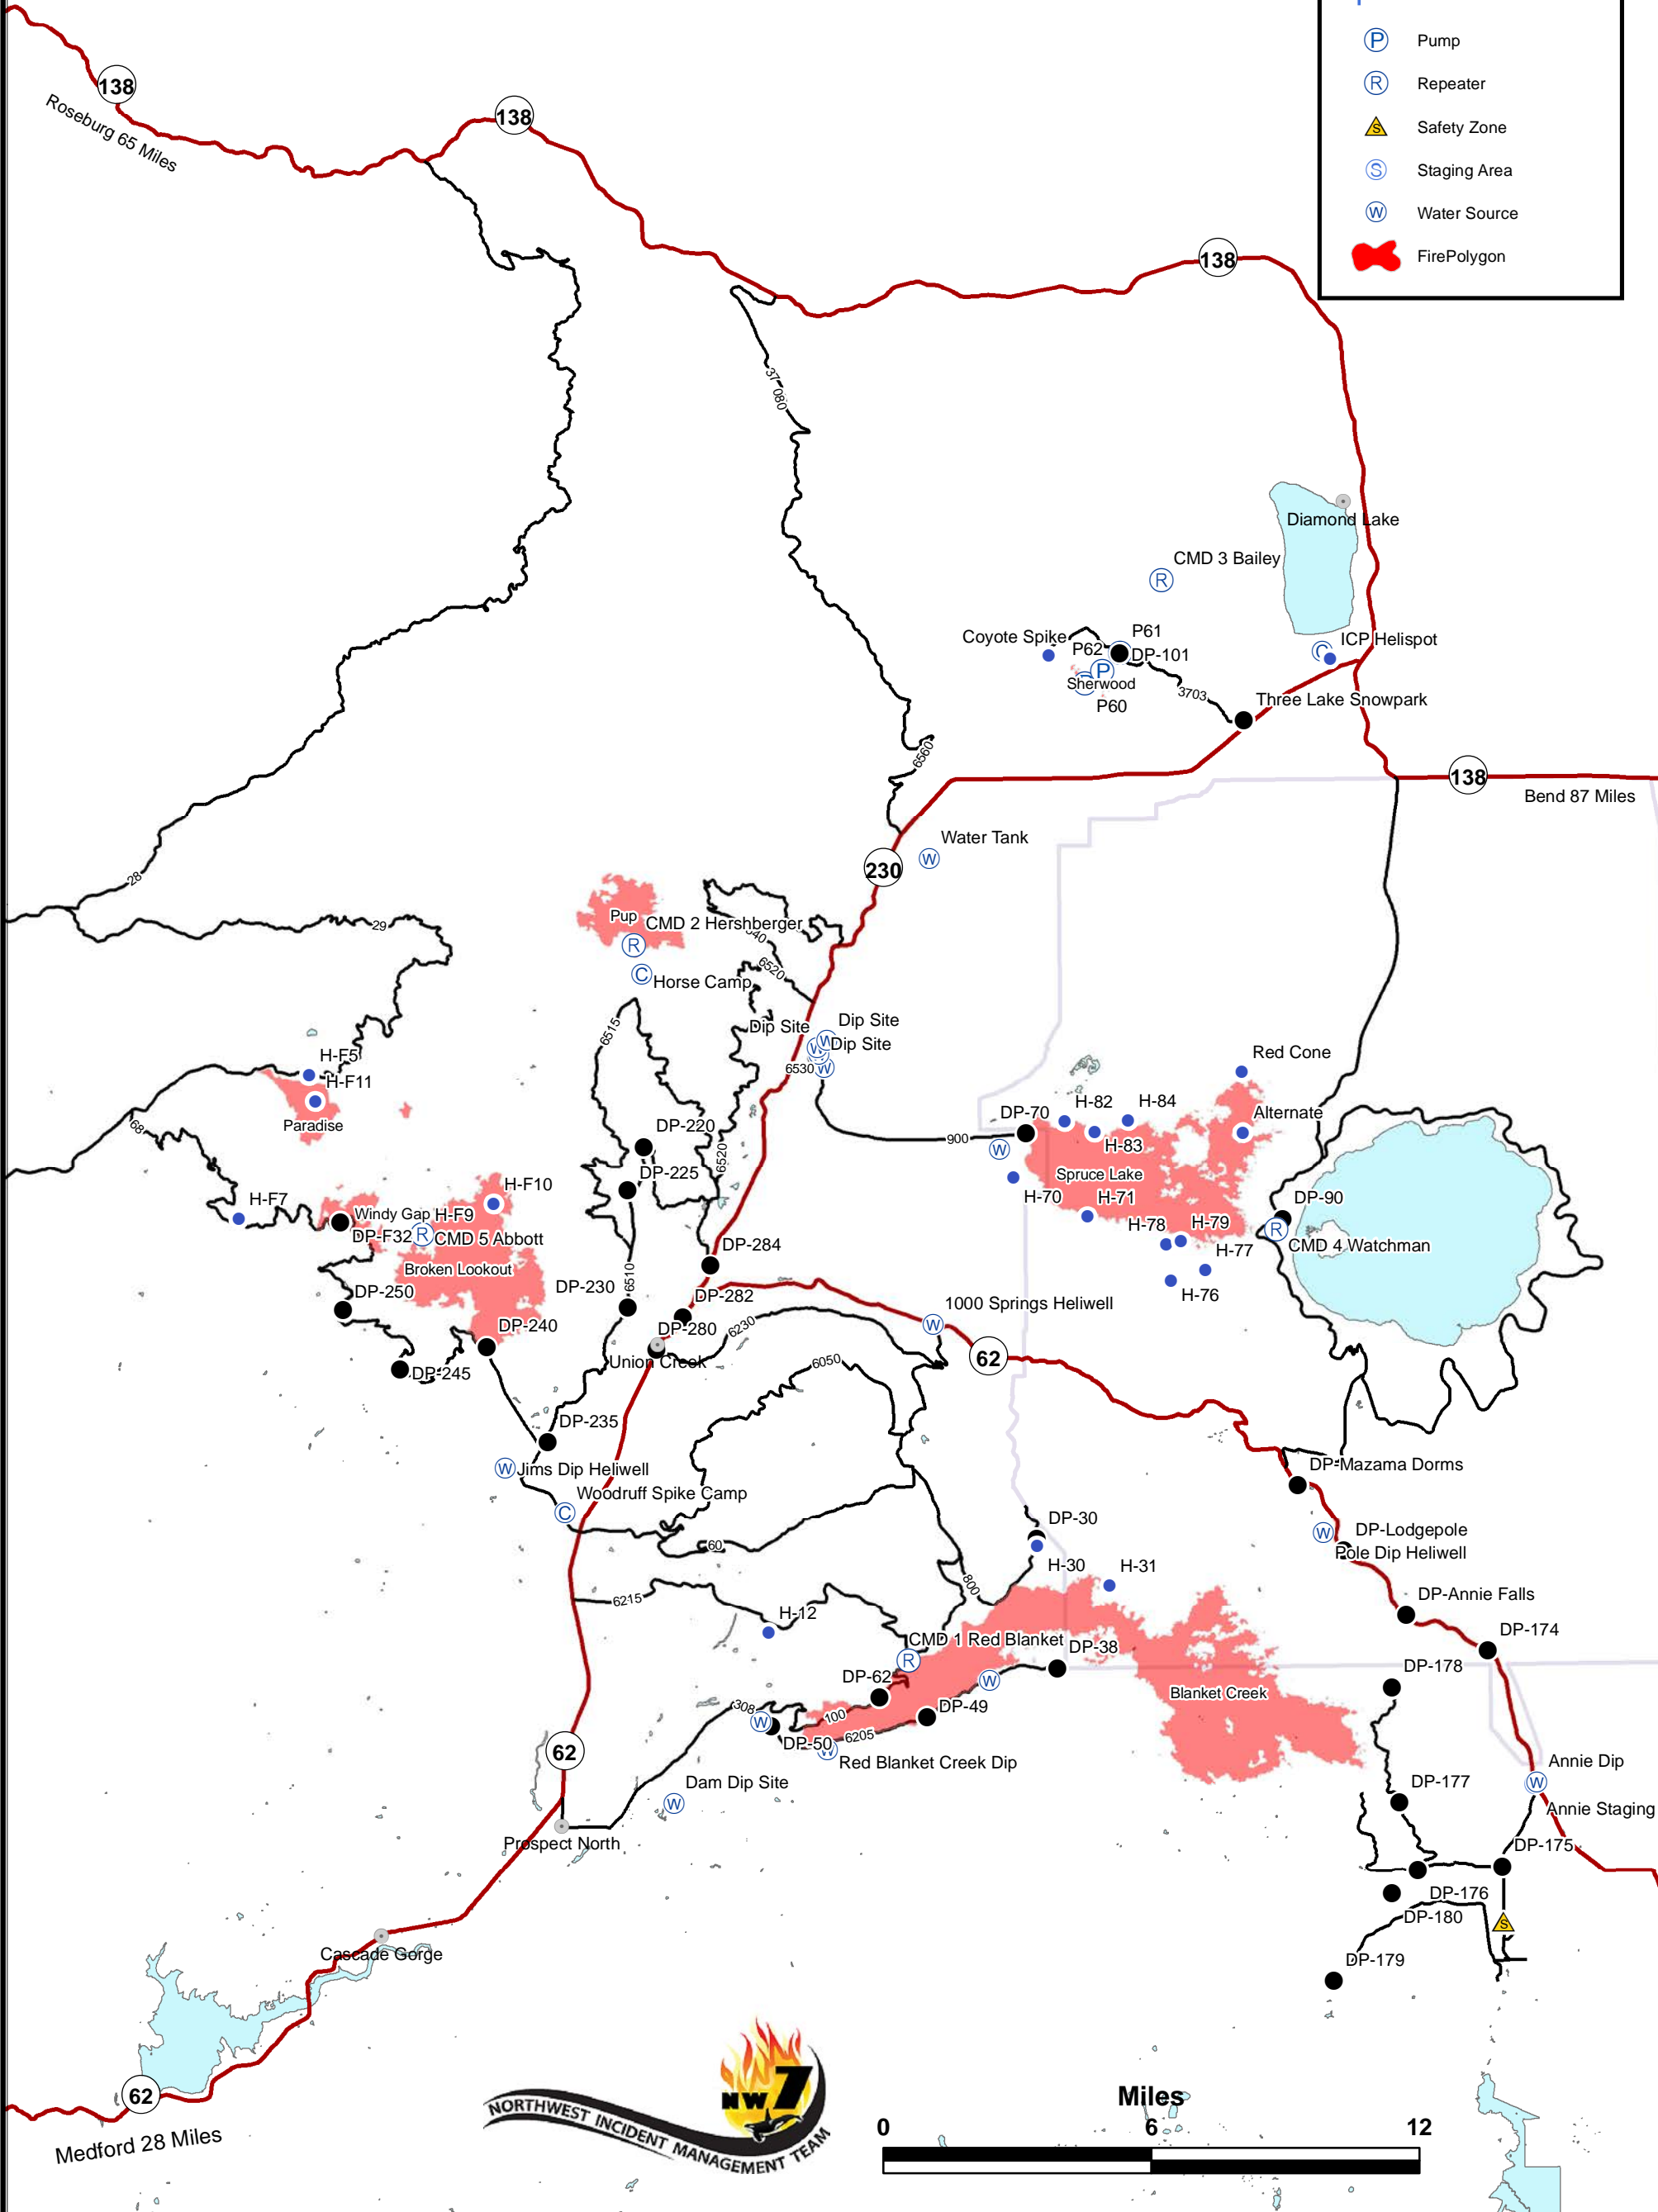 P Pump
R Repeater
S Safety Zone
S Staging Area
W Water Source
FirePolygon
138
Roseburg 65 Miles
138
138
37
080
Diamond Lake
CMD 3 Bailey
R
Coyote Spike
P61
P62
DP-101
P
Sherwood
P60
C
ICP Helispot
3703
Three Lake Snowpark
6560
138
Bend 87 Miles
Water Tank
W
230
28
29
Pup
CMD 2 Hershberger
R
C
Horse Camp
6520
6515
Dip Site
Dip Site
Dip Site
W
W
W
6530
Red Cone
H-F5
H-F11
Paradise
68
DP-220
DP-225
6520
DP-70
H-82
H-84
Alternate
H-83
900
W
Spruce Lake
H-70
H-71
H-78
H-79
H-77
H-76
DP-90
R
CMD 4 Watchman
H-F7
H-F10
Windy Gap
H-F9
DP-F32
R
CMD 5 Abbott
Broken Lookout
DP-250
DP-240
DP-245
DP-284
DP-230
6510
DP-282
DP-280
Union Creek
6230
1000 Springs Heliwell
W
62
6050
DP-235
W
Jims Dip Heliwell
Woodruff Spike Camp
C
60
DP-Mazama Dorms
W
DP-Lodgepole
Pole Dip Heliwell
DP-30
H-30
H-31
800
6215
H-12
DP-Annie Falls
DP-174
CMD 1 Red Blanket
R
DP-38
DP-178
DP-62
W
Blanket Creek
308
W
100
DP-49
DP-50
6205
W
Red Blanket Creek Dip
62
Dam Dip Site
W
Prospect North
DP-177
Annie Dip
W
Annie Staging
DP-175
DP-176
DP-180
S
DP-179
Cascade Gorge
62
Medford 28 Miles
NW 7
NORTHWEST INCIDENT MANAGEMENT TEAM
Miles
0 6 12